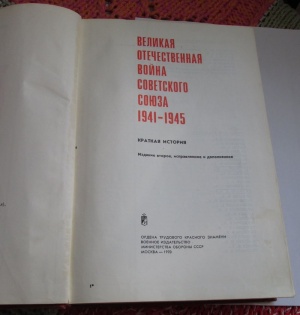 ВЕЛИКАЯ
ОТЕЧЕСТВЕННАЯ
ВОЙНА
СОВЕТСКОГО
СОЮЗА
1941–1945
КРАТКАЯ ИСТОРИЯ
Издание второе, исправленное и дополненное
ОРДЕНА ТРУДОВОГО КРАСНОГО ЗНАМЕНИ
ВОЕННОЕ ИЗДАТЕЛЬСТВО
МИНИСТЕРСТВА ОБОРОНЫ СССР
МОСКВА — 1970